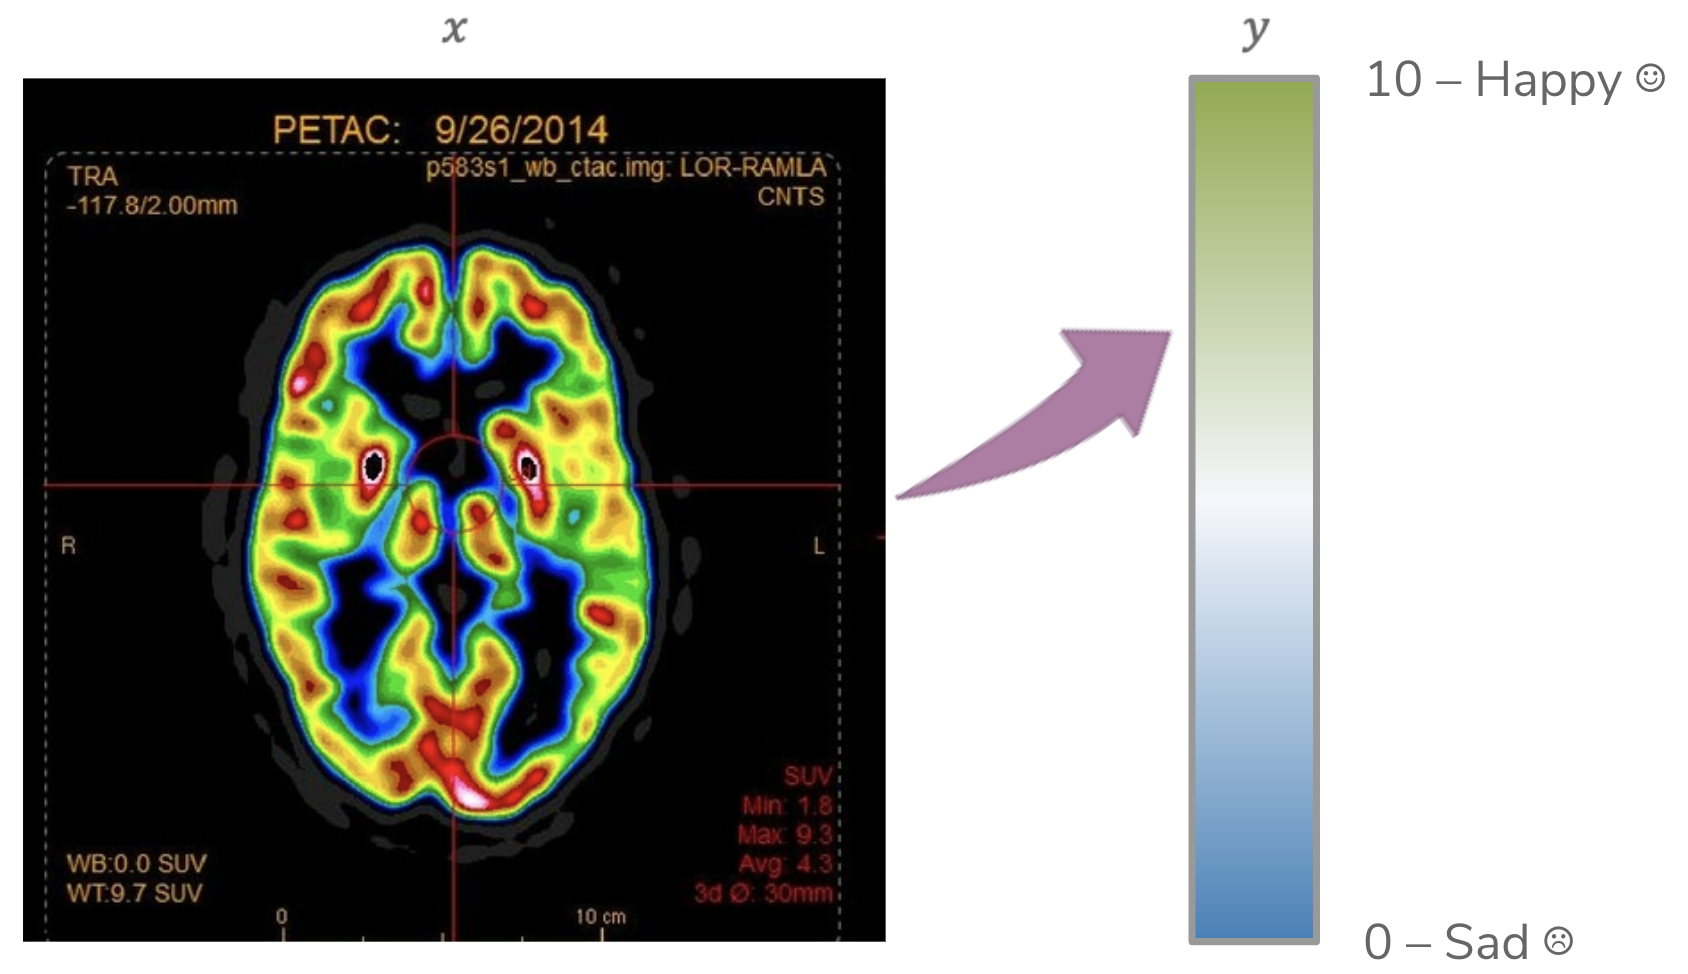 x
y
10 – Happy ☺
PETAC: 9/26/2014
TRA
-117.8/2.00mm
p583s1_wb_ctac.img: LOR-RAMLA
CNTS
R
L
SUV
Min: 1.8
Max: 9.3
Avg: 4.3
3d Ø: 30mm
WB:0.0 SUV
WT:9.7 SUV
0
10 cm
0 – Sad ☹